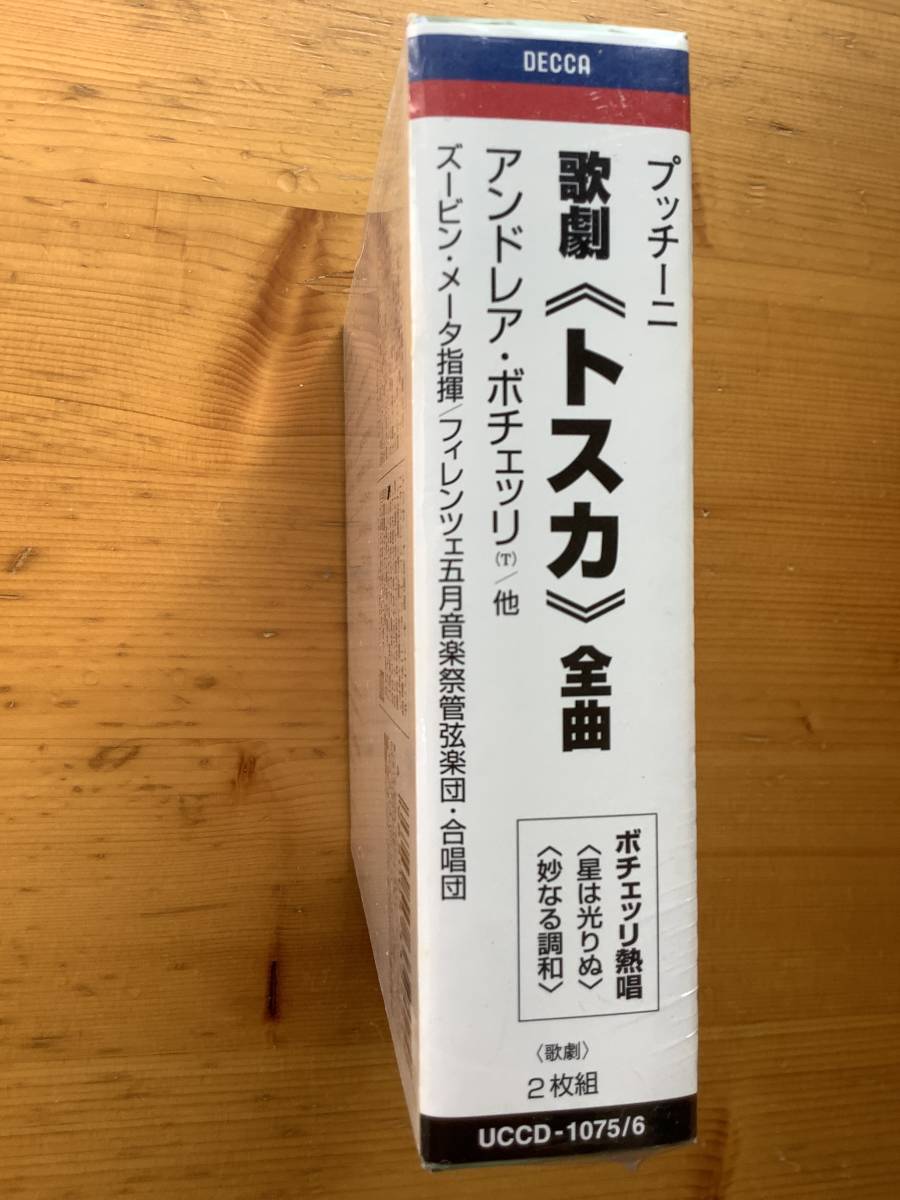 DECCA
プッチーニ
歌劇《トスカ》全曲
アンドレア・ボチェッリ(T)/他
ズービン・メータ指揮/フィレンツェ五月音楽祭管弦楽団・合唱団
ボチェッリ熱唱
〈星は光りぬ〉
〈妙なる調和〉
〈歌劇〉
2枚組
UCCD-1075/6